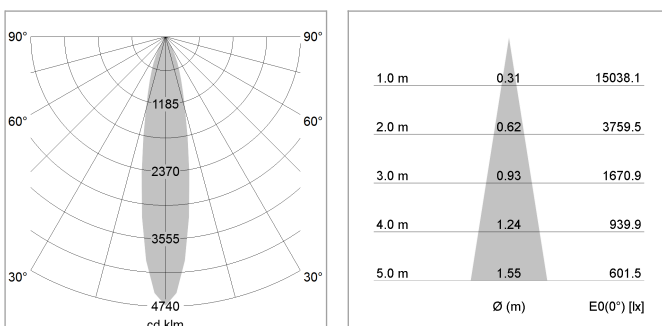 90° 90°
1185
60° 60°
2370
3555
30° 30°
4740
cd klm
1.0 m 0.31 15038.1
2.0 m 0.62 3759.5
3.0 m 0.93 1670.9
4.0 m 1.24 939.9
5.0 m 1.55 601.5
Ø (m) E0(0°) [lx]